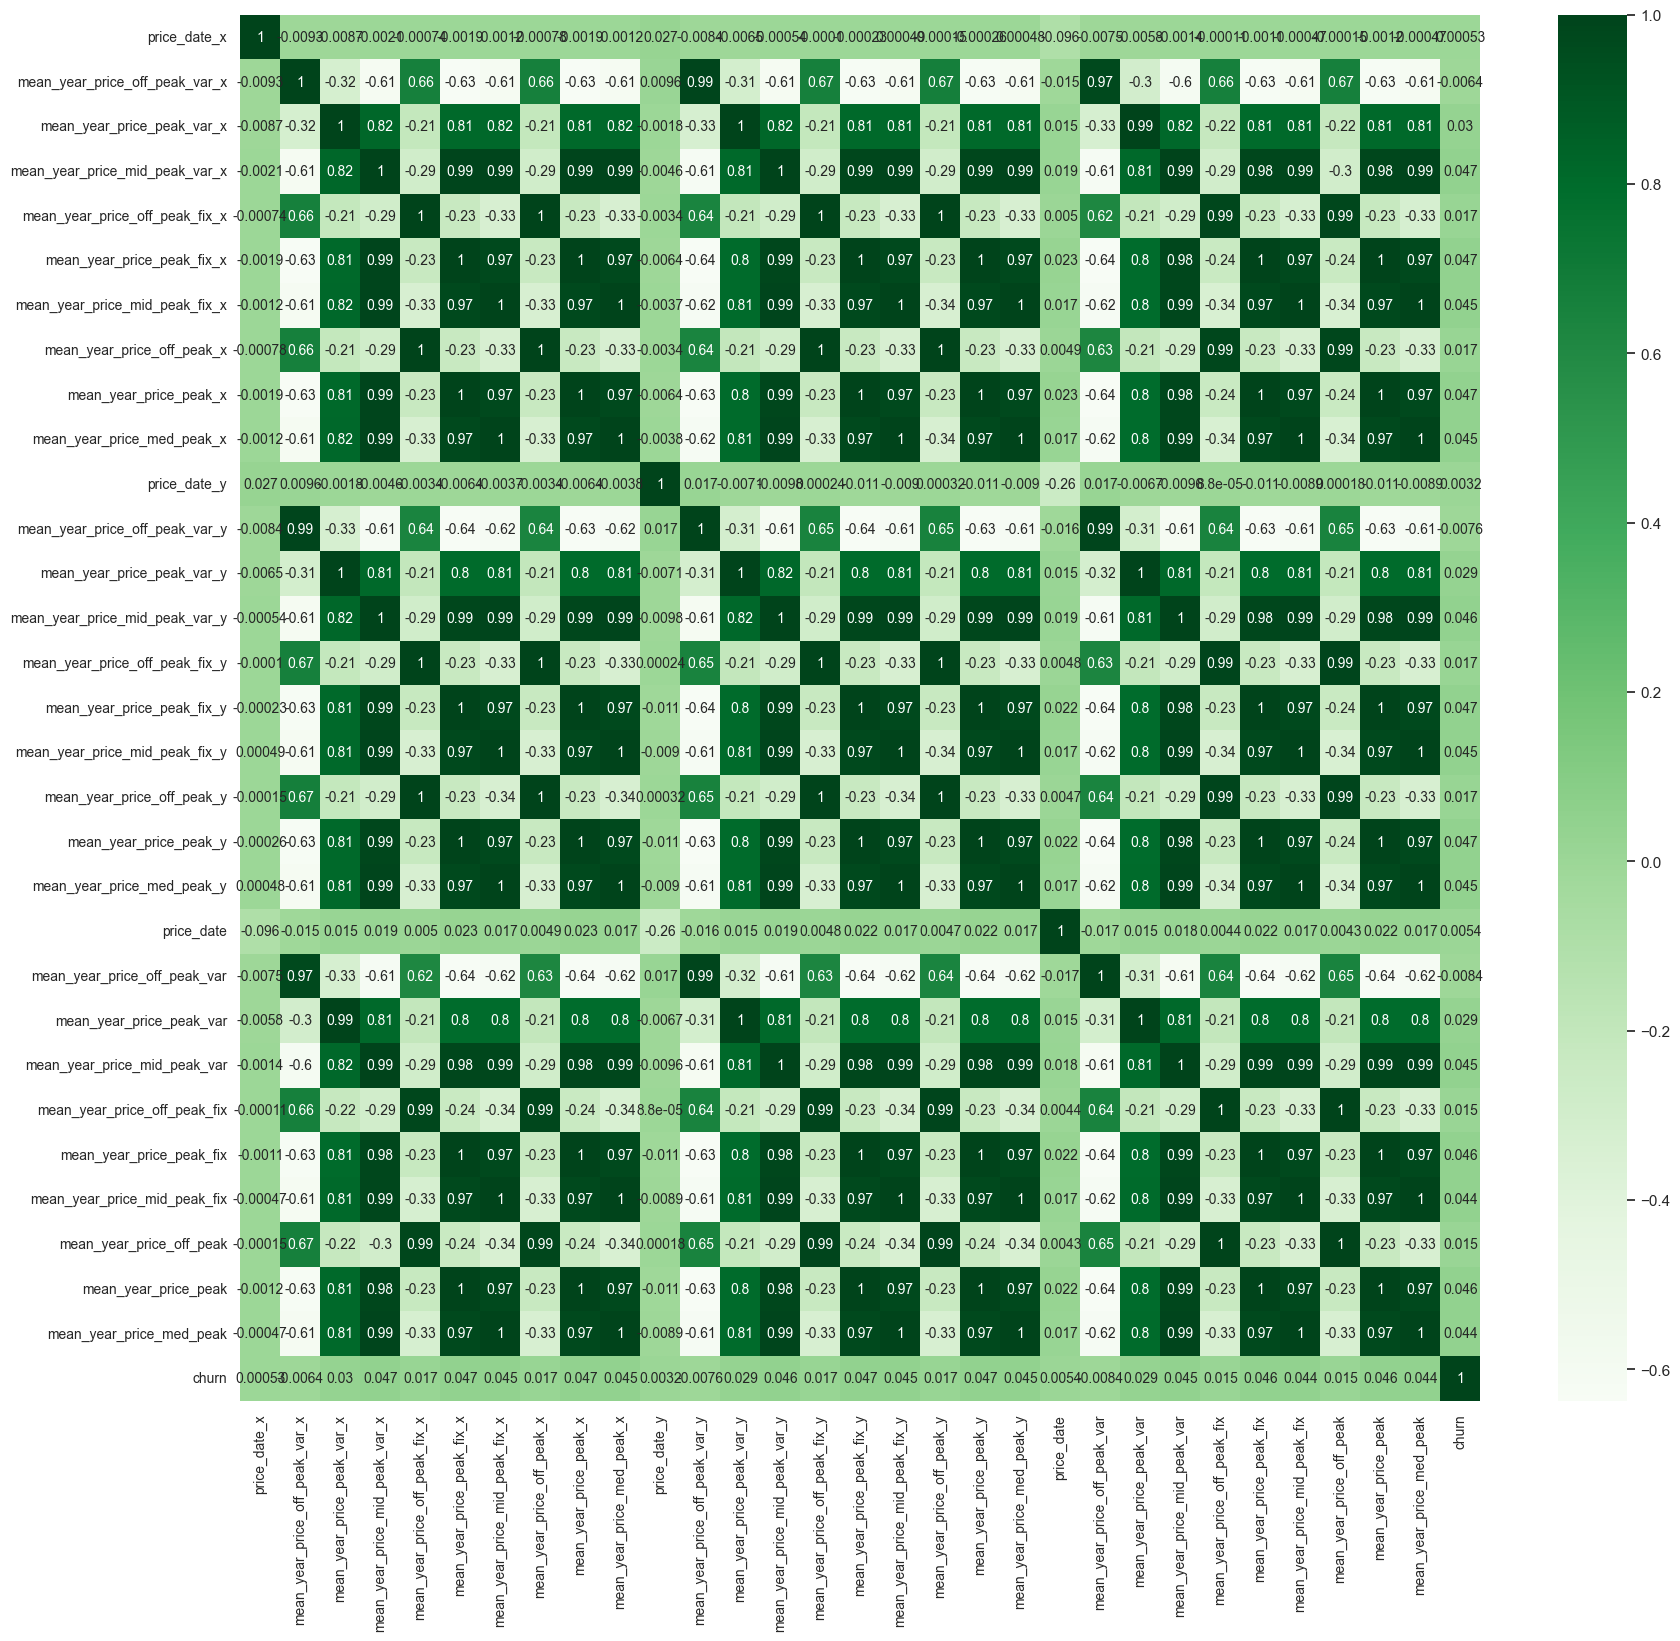 price_date_x 1 -0.0093 -0.0087 -0.0021 -0.00074 -0.0019 -0.0012 -0.00078 -0.0019 -0.0012 0.027 -0.0084 -0.0065 -0.00054 -0.0001 -0.00023 0.00049 -0.00015 -0.00026 0.00048 -0.096 -0.0075 -0.0058 -0.0014 -0.00011 -0.0011 -0.00047 -0.00015 -0.0012 -0.00047 0.00053
mean_year_price_off_peak_var_x -0.0093 1 -0.32 -0.61 0.66 -0.63 -0.61 0.66 -0.63 -0.61 0.0096 0.99 -0.31 -0.61 0.67 -0.63 -0.61 0.67 -0.63 -0.61 -0.015 0.97 -0.3 -0.6 0.66 -0.63 -0.61 0.67 -0.63 -0.61 -0.0064
mean_year_price_peak_var_x -0.0087 -0.32 1 0.82 -0.21 0.81 0.82 -0.21 0.81 0.82 -0.0018 -0.33 1 0.82 -0.21 0.81 0.81 -0.21 0.81 0.81 0.015 -0.33 0.99 0.82 -0.22 0.81 0.81 -0.22 0.81 0.81 0.03
mean_year_price_mid_peak_var_x -0.0021 -0.61 0.82 1 -0.29 0.99 0.99 -0.29 0.99 0.99 -0.0046 -0.61 0.81 1 -0.29 0.99 0.99 -0.29 0.99 0.99 0.019 -0.61 0.81 0.99 -0.29 0.98 0.99 -0.3 0.98 0.99 0.047
mean_year_price_off_peak_fix_x -0.00074 0.66 -0.21 -0.29 1 -0.23 -0.33 1 -0.23 -0.33 -0.0034 0.64 -0.21 -0.29 1 -0.23 -0.33 1 -0.23 -0.33 0.005 0.62 -0.21 -0.29 0.99 -0.23 -0.33 0.99 -0.23 -0.33 0.017
mean_year_price_peak_fix_x -0.0019 -0.63 0.81 0.99 -0.23 1 0.97 -0.23 1 0.97 -0.0064 -0.64 0.8 0.99 -0.23 1 0.97 -0.23 1 0.97 0.023 -0.64 0.8 0.98 -0.24 1 0.97 -0.24 1 0.97 0.047
mean_year_price_mid_peak_fix_x -0.0012 -0.61 0.82 0.99 -0.33 0.97 1 -0.33 0.97 1 -0.0037 -0.62 0.81 0.99 -0.33 0.97 1 -0.34 0.97 1 0.017 -0.62 0.8 0.99 -0.34 0.97 1 -0.34 0.97 1 0.045
mean_year_price_off_peak_x -0.00078 0.66 -0.21 -0.29 1 -0.23 -0.33 1 -0.23 -0.33 -0.0034 0.64 -0.21 -0.29 1 -0.23 -0.33 1 -0.23 -0.33 0.0049 0.63 -0.21 -0.29 0.99 -0.23 -0.33 0.99 -0.23 -0.33 0.017
mean_year_price_peak_x -0.0019 -0.63 0.81 0.99 -0.23 1 0.97 -0.23 1 0.97 -0.0064 -0.63 0.8 0.99 -0.23 1 0.97 -0.23 1 0.97 0.023 -0.64 0.8 0.98 -0.24 1 0.97 -0.24 1 0.97 0.047
mean_year_price_med_peak_x -0.0012 -0.61 0.82 0.99 -0.33 0.97 1 -0.33 0.97 1 -0.0038 -0.62 0.81 0.99 -0.33 0.97 1 -0.34 0.97 1 0.017 -0.62 0.8 0.99 -0.34 0.97 1 -0.34 0.97 1 0.045
price_date_y 0.027 0.0096 -0.0018 -0.0046 -0.0034 -0.0064 -0.0037 -0.0034 -0.0064 -0.0038 1 0.017 -0.0071 -0.0098 0.00024 -0.011 -0.009 0.00032 -0.011 -0.009 -0.26 0.017 -0.0067 -0.0096 8.8e-05 -0.011 -0.0089 0.00018 -0.011 -0.0089 0.0032
mean_year_price_off_peak_var_y -0.0084 0.99 -0.33 -0.61 0.64 -0.64 -0.62 0.64 -0.63 -0.62 0.017 1 -0.31 -0.61 0.65 -0.64 -0.61 0.65 -0.63 -0.61 -0.016 0.99 -0.31 -0.61 0.64 -0.63 -0.61 0.65 -0.63 -0.61 -0.0076
mean_year_price_peak_var_y -0.0065 -0.31 1 0.81 -0.21 0.8 0.81 -0.21 0.8 0.81 -0.0071 -0.31 1 0.82 -0.21 0.8 0.81 -0.21 0.8 0.81 0.015 -0.32 1 0.81 -0.21 0.8 0.81 -0.21 0.8 0.81 0.029
mean_year_price_mid_peak_var_y -0.00054 -0.61 0.82 1 -0.29 0.99 0.99 -0.29 0.99 0.99 -0.0098 -0.61 0.82 1 -0.29 0.99 0.99 -0.29 0.99 0.99 0.019 -0.61 0.81 1 -0.29 0.98 0.99 -0.29 0.98 0.99 0.046
mean_year_price_off_peak_fix_y -0.0001 0.67 -0.21 -0.29 1 -0.23 -0.33 1 -0.23 -0.33 0.00024 0.65 -0.21 -0.29 1 -0.23 -0.33 1 -0.23 -0.33 0.0048 0.63 -0.21 -0.29 0.99 -0.23 -0.33 0.99 -0.23 -0.33 0.017
mean_year_price_peak_fix_y -0.00023 -0.63 0.81 0.99 -0.23 1 0.97 -0.23 1 0.97 -0.011 -0.64 0.8 0.99 -0.23 1 0.97 -0.23 1 0.97 0.022 -0.64 0.8 0.98 -0.23 1 0.97 -0.24 1 0.97 0.047
mean_year_price_mid_peak_fix_y 0.00049 -0.61 0.81 0.99 -0.33 0.97 1 -0.33 0.97 1 -0.009 -0.61 0.81 0.99 -0.33 0.97 1 -0.34 0.97 1 0.017 -0.62 0.8 0.99 -0.34 0.97 1 -0.34 0.97 1 0.045
mean_year_price_off_peak_y -0.00015 0.67 -0.21 -0.29 1 -0.23 -0.34 1 -0.23 -0.34 0.00032 0.65 -0.21 -0.29 1 -0.23 -0.34 1 -0.23 -0.33 0.0047 0.64 -0.21 -0.29 0.99 -0.23 -0.33 0.99 -0.23 -0.33 0.017
mean_year_price_peak_y -0.00026 -0.63 0.81 0.99 -0.23 1 0.97 -0.23 1 0.97 -0.011 -0.63 0.8 0.99 -0.23 1 0.97 -0.23 1 0.97 0.022 -0.64 0.8 0.98 -0.23 1 0.97 -0.24 1 0.97 0.047
mean_year_price_med_peak_y 0.00048 -0.61 0.81 0.99 -0.33 0.97 1 -0.33 0.97 1 -0.009 -0.61 0.81 0.99 -0.33 0.97 1 -0.33 0.97 1 0.017 -0.62 0.8 0.99 -0.34 0.97 1 -0.34 0.97 1 0.045
price_date -0.096 -0.015 0.015 0.019 0.005 0.023 0.017 0.0049 0.023 0.017 -0.26 -0.016 0.015 0.019 0.0048 0.022 0.017 0.0047 0.022 0.017 1 -0.017 0.015 0.018 0.0044 0.022 0.017 0.0043 0.022 0.017 0.0054
mean_year_price_off_peak_var -0.0075 0.97 -0.33 -0.61 0.62 -0.64 -0.62 0.63 -0.64 -0.62 0.017 0.99 -0.32 -0.61 0.63 -0.64 -0.62 0.64 -0.64 -0.62 -0.017 1 -0.31 -0.61 0.64 -0.64 -0.62 0.65 -0.64 -0.62 -0.0084
mean_year_price_peak_var -0.0058 -0.3 0.99 0.81 -0.21 0.8 0.8 -0.21 0.8 0.8 -0.0067 -0.31 1 0.81 -0.21 0.8 0.8 -0.21 0.8 0.8 0.015 -0.31 1 0.81 -0.21 0.8 0.8 -0.21 0.8 0.8 0.029
mean_year_price_mid_peak_var -0.0014 -0.6 0.82 0.99 -0.29 0.98 0.99 -0.29 0.98 0.99 -0.0096 -0.61 0.81 1 -0.29 0.98 0.99 -0.29 0.98 0.99 0.018 -0.61 0.81 1 -0.29 0.99 0.99 -0.29 0.99 0.99 0.045
mean_year_price_off_peak_fix -0.00011 0.66 -0.22 -0.29 0.99 -0.24 -0.34 0.99 -0.24 -0.34 8.8e-05 0.64 -0.21 -0.29 0.99 -0.23 -0.34 0.99 -0.23 -0.34 0.0044 0.64 -0.21 -0.29 1 -0.23 -0.33 1 -0.23 -0.33 0.015
mean_year_price_peak_fix -0.0011 -0.63 0.81 0.98 -0.23 1 0.97 -0.23 1 0.97 -0.011 -0.63 0.8 0.98 -0.23 1 0.97 -0.23 1 0.97 0.022 -0.64 0.8 0.99 -0.23 1 0.97 -0.23 1 0.97 0.046
mean_year_price_mid_peak_fix -0.00047 -0.61 0.81 0.99 -0.33 0.97 1 -0.33 0.97 1 -0.0089 -0.61 0.81 0.99 -0.33 0.97 1 -0.33 0.97 1 0.017 -0.62 0.8 0.99 -0.33 0.97 1 -0.33 0.97 1 0.044
mean_year_price_off_peak -0.00015 0.67 -0.22 -0.3 0.99 -0.24 -0.34 0.99 -0.24 -0.34 0.00018 0.65 -0.21 -0.29 0.99 -0.24 -0.34 0.99 -0.24 -0.34 0.0043 0.65 -0.21 -0.29 1 -0.23 -0.33 1 -0.23 -0.33 0.015
mean_year_price_peak -0.0012 -0.63 0.81 0.98 -0.23 1 0.97 -0.23 1 0.97 -0.011 -0.63 0.8 0.98 -0.23 1 0.97 -0.23 1 0.97 0.022 -0.64 0.8 0.99 -0.23 1 0.97 -0.23 1 0.97 0.046
mean_year_price_med_peak -0.00047 -0.61 0.81 0.99 -0.33 0.97 1 -0.33 0.97 1 -0.0089 -0.61 0.81 0.99 -0.33 0.97 1 -0.33 0.97 1 0.017 -0.62 0.8 0.99 -0.33 0.97 1 -0.33 0.97 1 0.044
churn 0.00053 -0.0064 0.03 0.047 0.017 0.047 0.045 0.017 0.047 0.045 0.0032 -0.0076 0.029 0.046 0.017 0.047 0.045 0.017 0.047 0.045 0.0054 -0.0084 0.029 0.045 0.015 0.046 0.044 0.015 0.046 0.044 1
price_date_x
mean_year_price_off_peak_var_x
mean_year_price_peak_var_x
mean_year_price_mid_peak_var_x
mean_year_price_off_peak_fix_x
mean_year_price_peak_fix_x
mean_year_price_mid_peak_fix_x
mean_year_price_off_peak_x
mean_year_price_peak_x
mean_year_price_med_peak_x
price_date_y
mean_year_price_off_peak_var_y
mean_year_price_peak_var_y
mean_year_price_mid_peak_var_y
mean_year_price_off_peak_fix_y
mean_year_price_peak_fix_y
mean_year_price_mid_peak_fix_y
mean_year_price_off_peak_y
mean_year_price_peak_y
mean_year_price_med_peak_y
price_date
mean_year_price_off_peak_var
mean_year_price_peak_var
mean_year_price_mid_peak_var
mean_year_price_off_peak_fix
mean_year_price_peak_fix
mean_year_price_mid_peak_fix
mean_year_price_off_peak
mean_year_price_peak
mean_year_price_med_peak
churn
1.0
0.8
0.6
0.4
0.2
0.0
−0.2
−0.4
−0.6